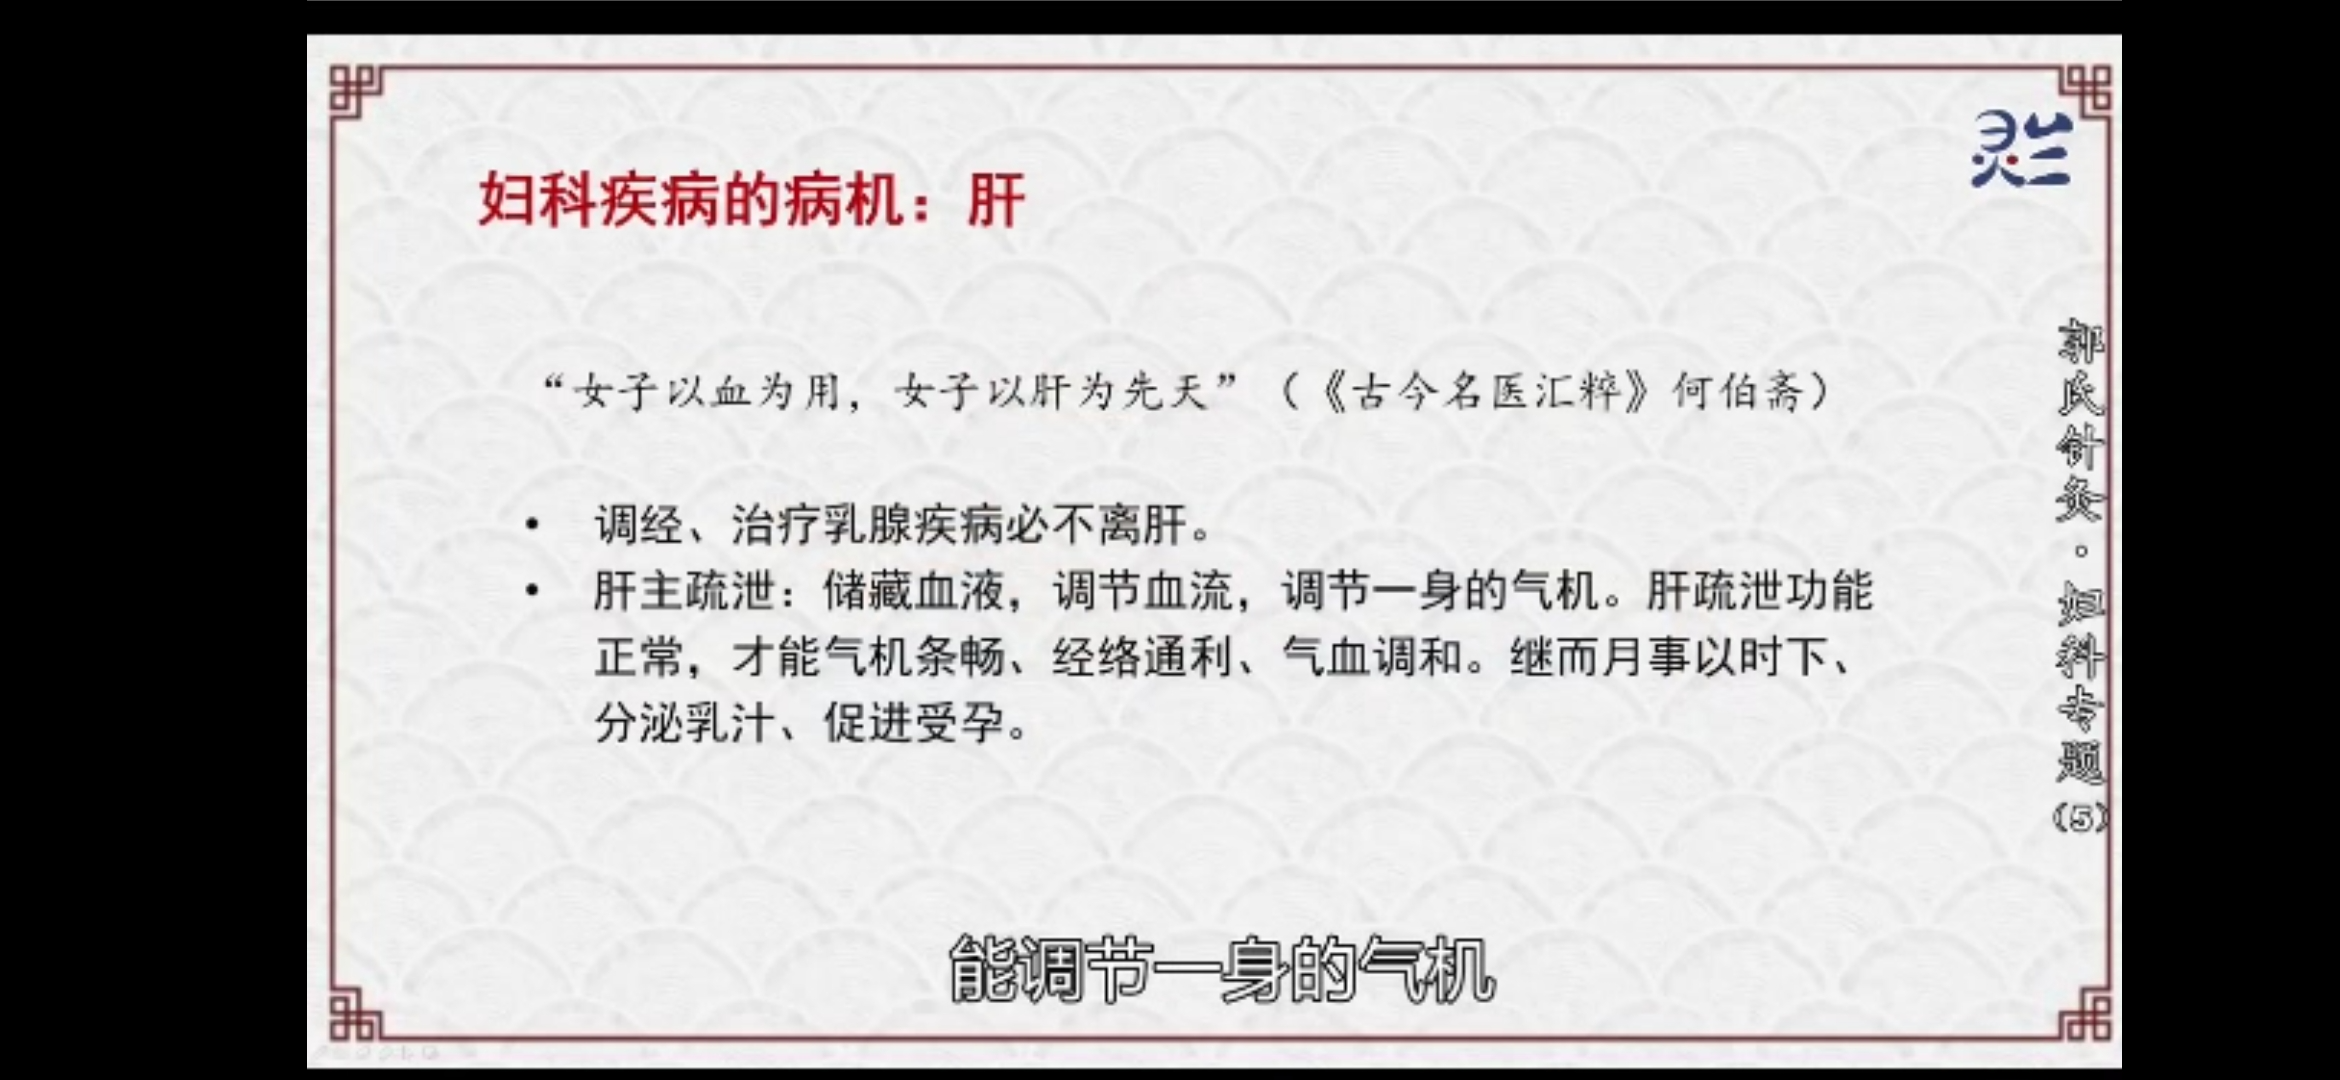 灵兰
妇科疾病的病机：肝
“女子以血为用，女子以肝为先天”（《古今名医汇粹》何伯斋）
• 调经、治疗乳腺疾病必不离肝。
• 肝主疏泄：储藏血液，调节血流，调节一身的气机。肝疏泄功能
正常，才能气机条畅、经络通利、气血调和。继而月事以时下、
分泌乳汁、促进受孕。
郭氏针灸·妇科专题(5)
能调节一身的气机